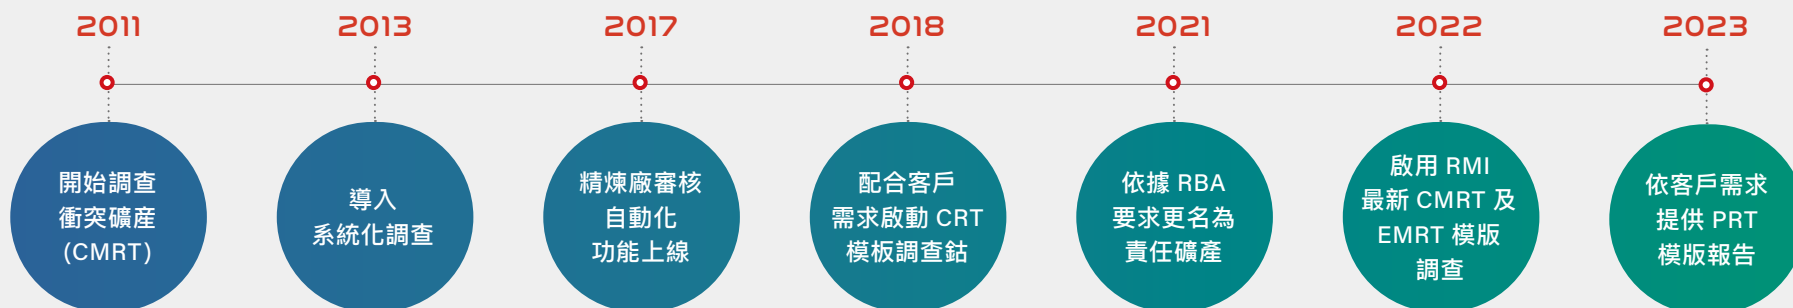 2011
2013
2017
2018
2021
2022
2023
開始調查
衝突礦產
(CMRT)
導入
系統化調查
精煉廠審核
自動化
功能上線
配合客戶
需求啟動 CRT
模板調查鈷
依據 RBA
要求更名為
責任礦產
啟用 RMI
最新 CMRT 及
EMRT 模版
調查
依客戶需求
提供 PRT
模版報告